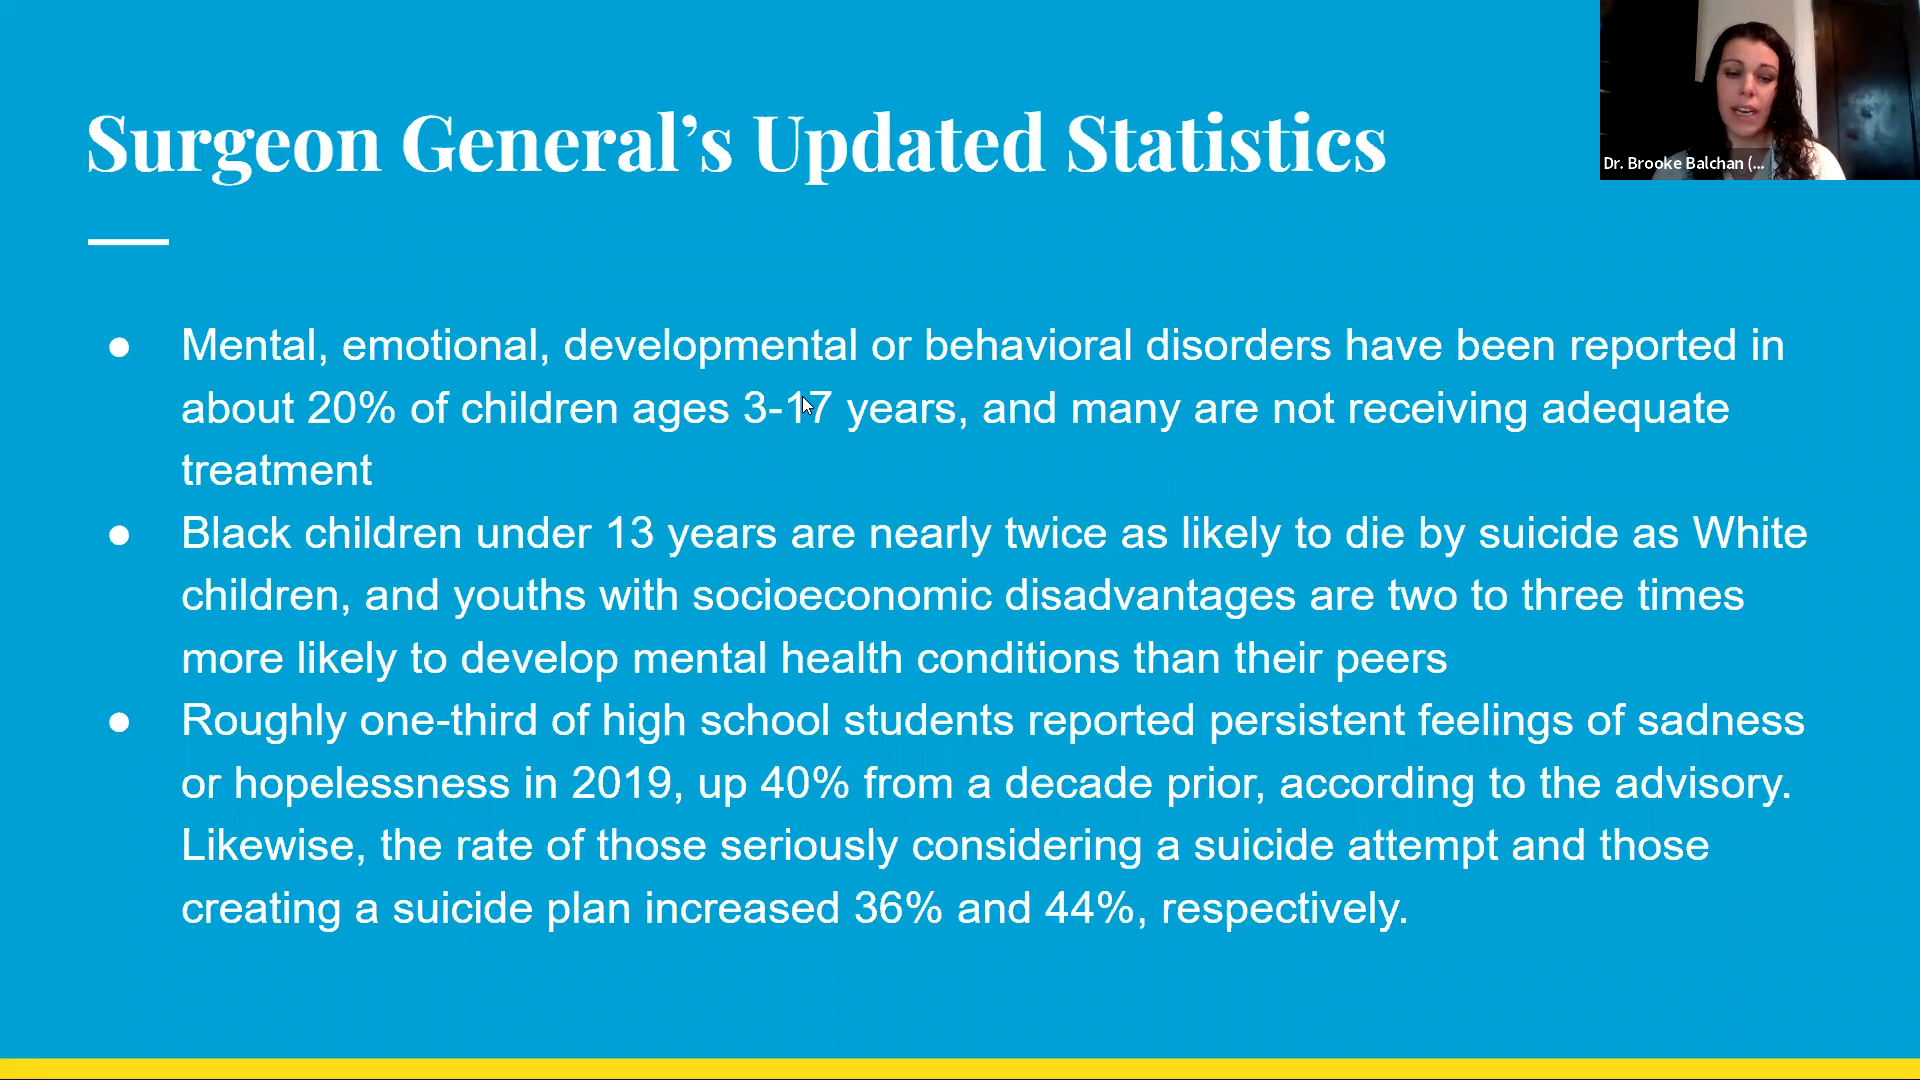 Surgeon General’s Updated Statistics
Dr. Brooke Balchan (...
● Mental, emotional, developmental or behavioral disorders have been reported in
about 20% of children ages 3-17 years, and many are not receiving adequate
treatment
● Black children under 13 years are nearly twice as likely to die by suicide as White
children, and youths with socioeconomic disadvantages are two to three times
more likely to develop mental health conditions than their peers
● Roughly one-third of high school students reported persistent feelings of sadness
or hopelessness in 2019, up 40% from a decade prior, according to the advisory.
Likewise, the rate of those seriously considering a suicide attempt and those
creating a suicide plan increased 36% and 44%, respectively.